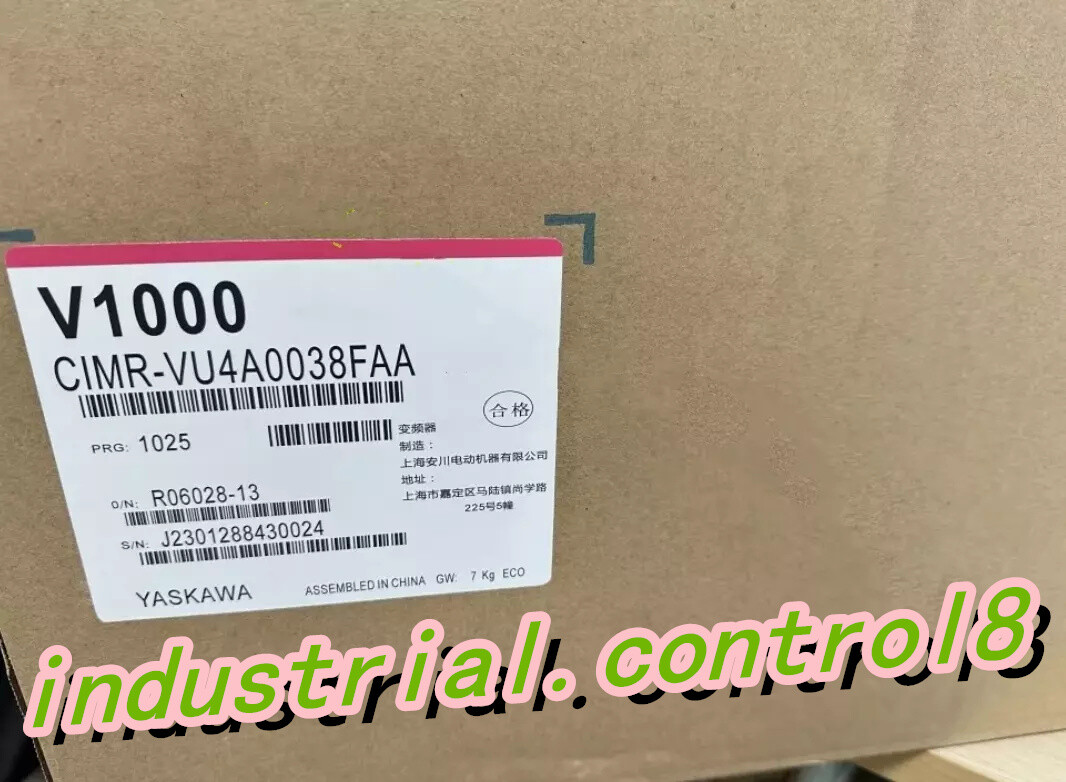 V1000
CIMR-VU4A0038FAA
合格
PRG: 1025
变频器
制造：
上海安川电动机器有限公司
地址：
上海市嘉定区马陆镇尚学路
225号5幢
O/N: R06028-13
S/N: J2301288430024
YASKAWA
ASSEMBLED IN CHINA GW: 7 Kg ECO
industrial.control8